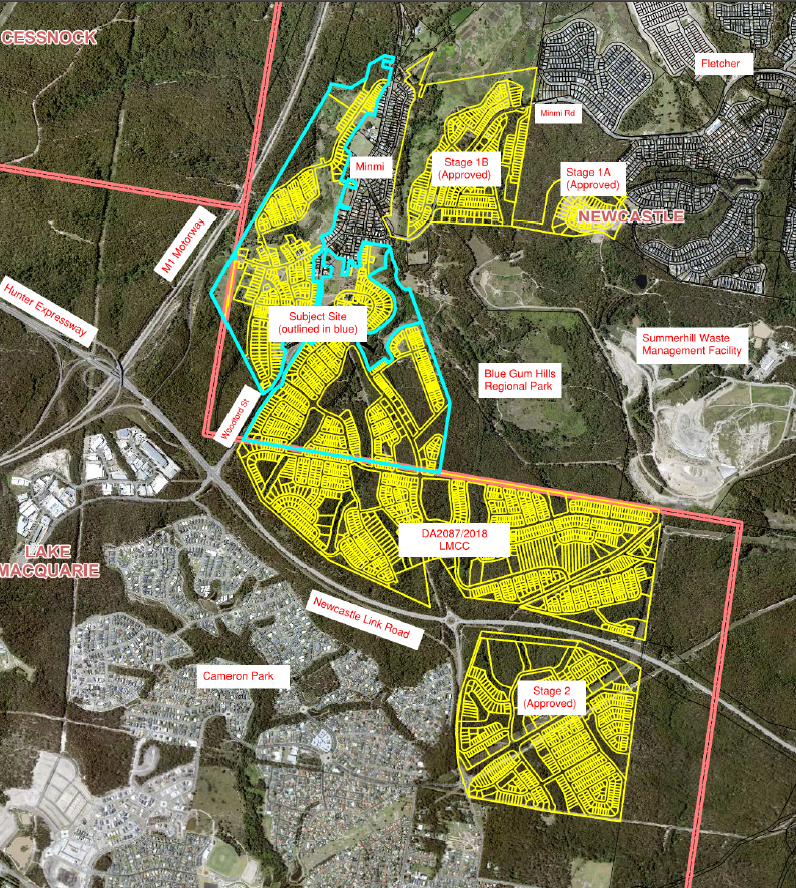 CESSNOCK
Fletcher
Minmi Rd
Minmi
Stage 1B
(Approved)
Stage 1A
(Approved)
NEWCASTLE
M1 Motorway
Hunter Expressway
Subject Site
(outlined in blue)
Summerhill Waste
Management Facility
Blue Gum Hills
Regional Park
Woodford St
DA2087/2018
LMCC
LAKE
MACQUARIE
Newcastle Link Road
Cameron Park
Stage 2
(Approved)